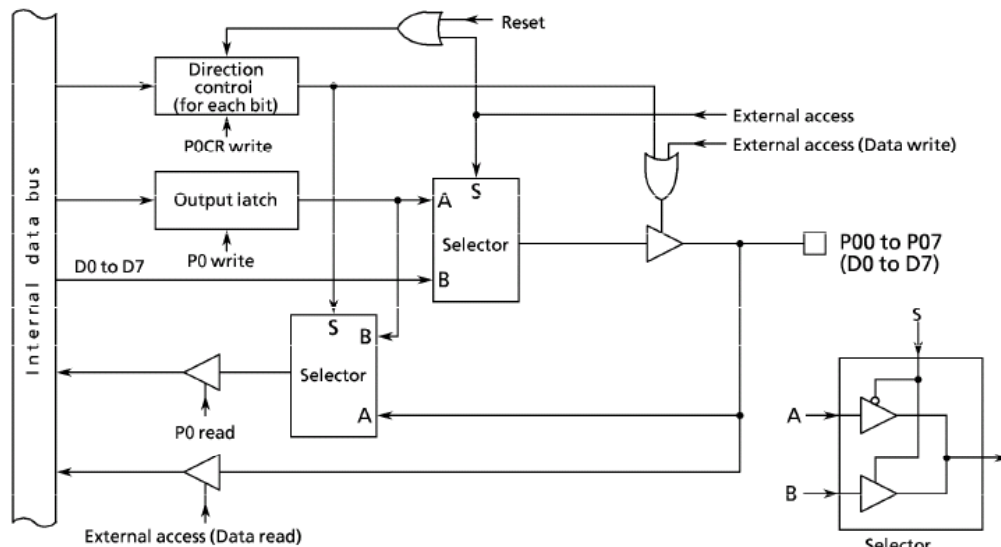 Reset
Direction
control
(for each bit)
External access
P0CR write
External access (Data write)
Internal data bus
Output latch
A
S
Selector
P0 write
P00 to P07
(D0 to D7)
D0 to D7
B
S
B
Selector
A
S
P0 read
A
B
External access (Data read)
Selector